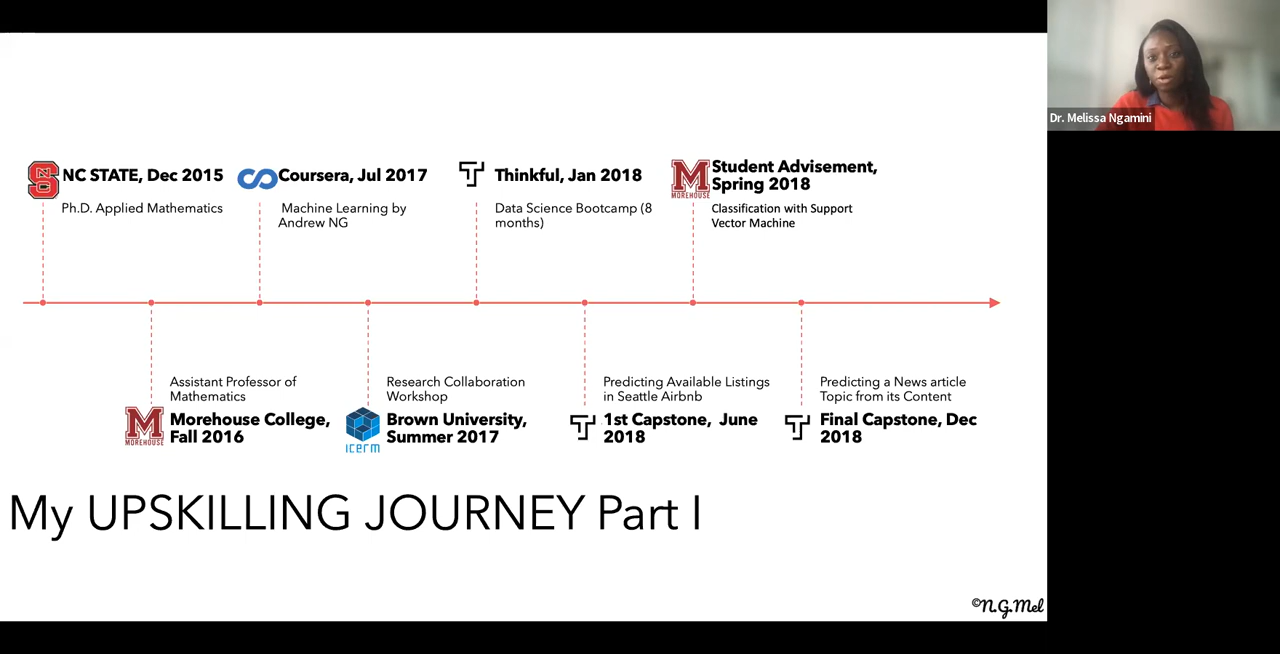 NC STATE, Dec 2015
Ph.D. Applied Mathematics
Coursera, Jul 2017
Machine Learning by
Andrew NG
Thinkful, Jan 2018
Data Science Bootcamp (8
months)
MOREHOUSE
Student Advisement,
Spring 2018
Classification with Support
Vector Machine
Assistant Professor of
Mathematics
MOREHOUSE
Morehouse College,
Fall 2016
Research Collaboration
Workshop
icerm
Brown University,
Summer 2017
Predicting Available Listings
in Seattle Airbnb
1st Capstone, June
2018
Predicting a News article
Topic from its Content
Final Capstone, Dec
2018
My UPSKILLING JOURNEY Part I
©N.G.Mel
Dr. Melissa Ngamini